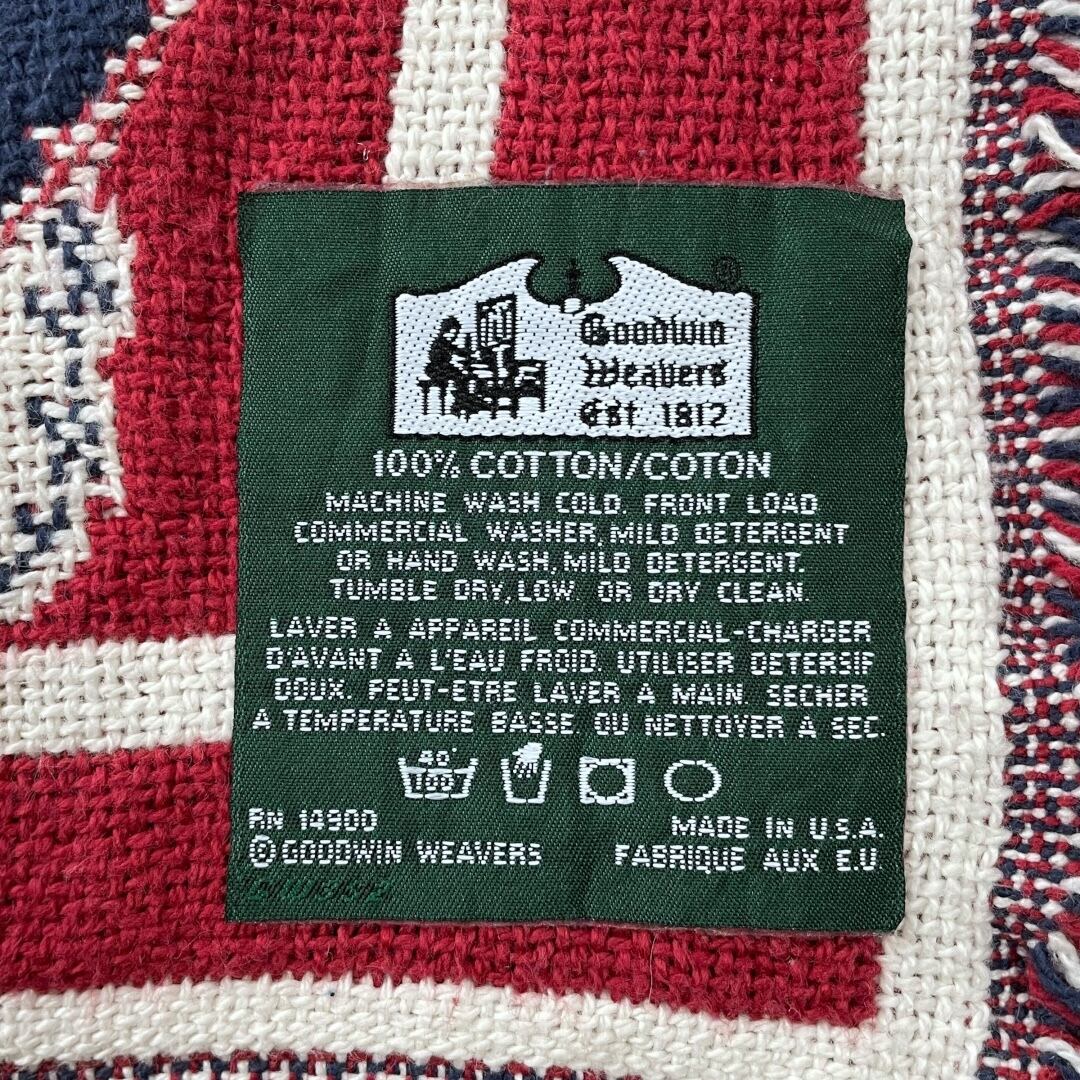 ®
Goodwin
Weavers
Est 1812
100% COTTON/COTON
MACHINE WASH COLD. FRONT LOAD
COMMERCIAL WASHER, MILD DETERGENT
OR HAND WASH, MILD DETERGENT.
TUMBLE DRY, LOW. OR DRY CLEAN.
LAVER A APPAREIL COMMERCIAL-CHARGER
D'AVANT A L'EAU FROID. UTILISER DETERSIF
DOUX. PEUT-ETRE LAVER A MAIN. SECHER
A TEMPERATURE BASSE. OU NETTOYER A SEC.
40°
100
RN 14900
MADE IN U.S.A.
© GOODWIN WEAVERS
FABRIQUE AUX E.U